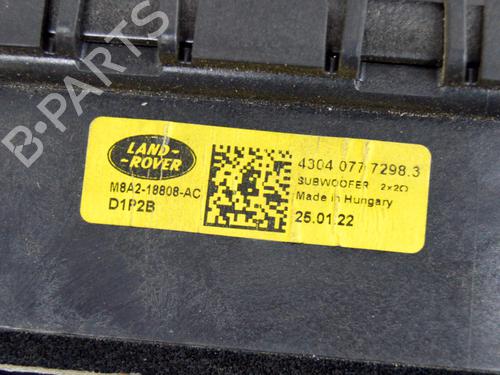 B-PARTS
LAND-
-ROVER
M8A2-18808-AC
D1P2B
4304 077 7298.3
SUBWOOFER 2x2Ω
Made in Hungary
25.01.22